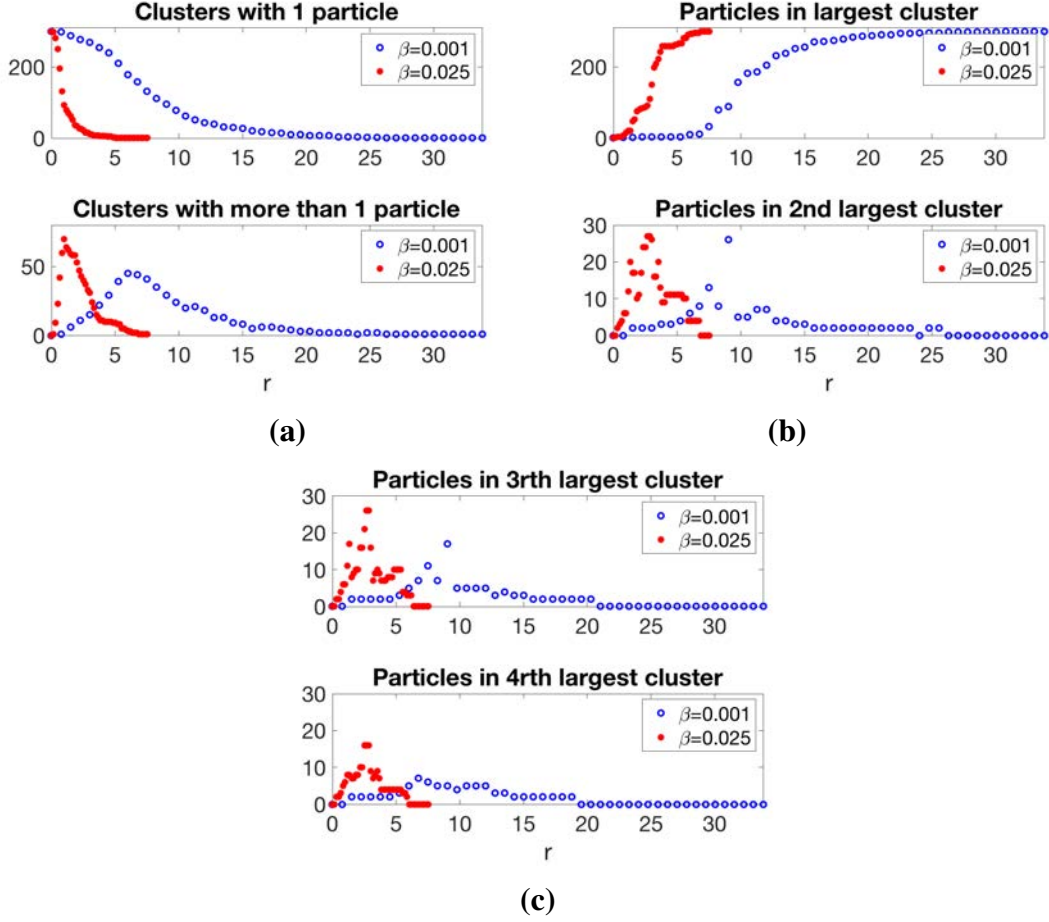 Clusters with 1 particle
200
0
β=0.001
β=0.025
0 5 10 15 20 25 30
Clusters with more than 1 particle
50
0
β=0.001
β=0.025
0 5 10 15 20 25 30
r
(a)
Particles in largest cluster
200
0
β=0.001
β=0.025
0 5 10 15 20 25 30
Particles in 2nd largest cluster
30
20
10
0
β=0.001
β=0.025
0 5 10 15 20 25 30
r
(b)
Particles in 3rth largest cluster
30
20
10
0
β=0.001
β=0.025
0 5 10 15 20 25 30
Particles in 4rth largest cluster
30
20
10
0
β=0.001
β=0.025
0 5 10 15 20 25 30
r
(c)